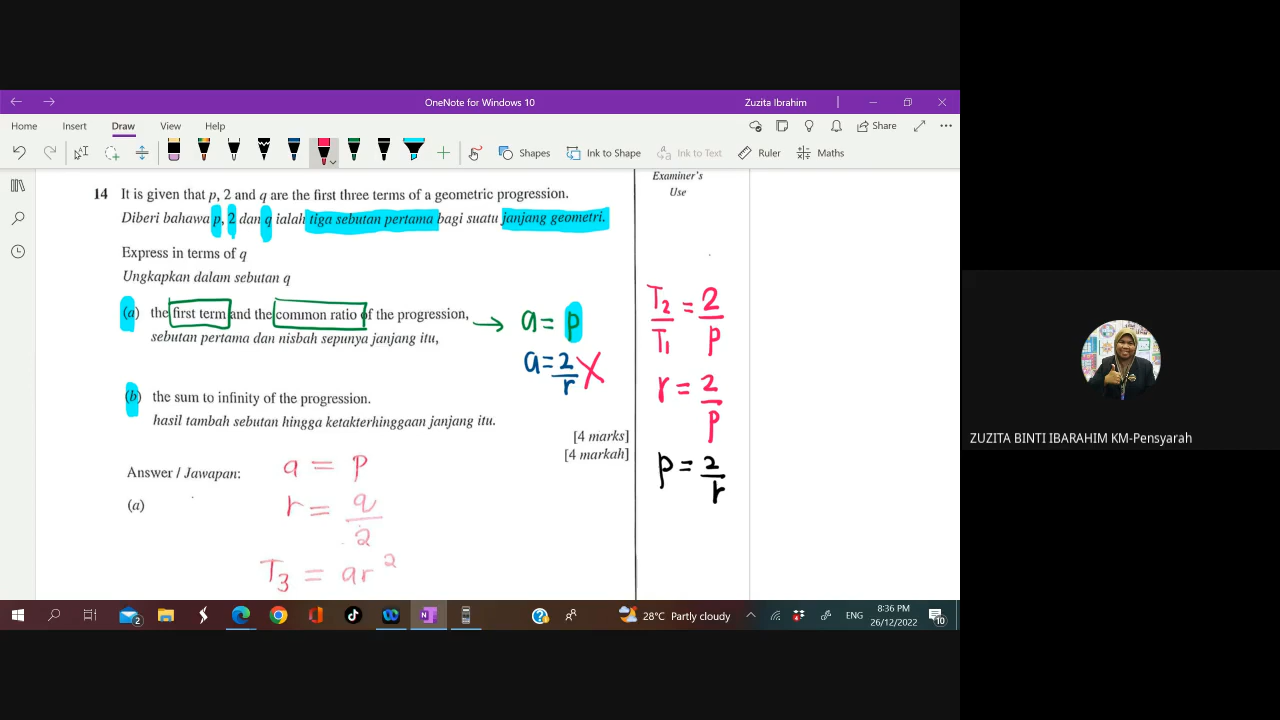 OneNote for Windows 10
Zuzita Ibrahim
Home Insert Draw View Help
Share
Shapes
Ink to Shape
Ink to Text
Ruler
Maths
Examiner's
Use
14 It is given that p, 2 and q are the first three terms of a geometric progression.
Diberi bahawa p, 2 dan q ialah tiga sebutan pertama bagi suatu janjang geometri.
Express in terms of q
Ungkapkan dalam sebutan q
(a) the first term and the common ratio of the progression,
sebutan pertama dan nisbah sepunya janjang itu,
→ a = p
a = 2/r X
(b) the sum to infinity of the progression.
hasil tambah sebutan hingga ketakterhinggaan janjang itu.
[4 marks]
[4 markah]
Answer / Jawapan:
(a)
a = p
r = q/2
T₃ = ar²
T₂/T₁ = 2/p
r = 2/p
p = 2/r
ZUZITA BINTI IBARAHIM KM-Pensyarah
2
28°C Partly cloudy
ENG
8:36 PM
26/12/2022
10